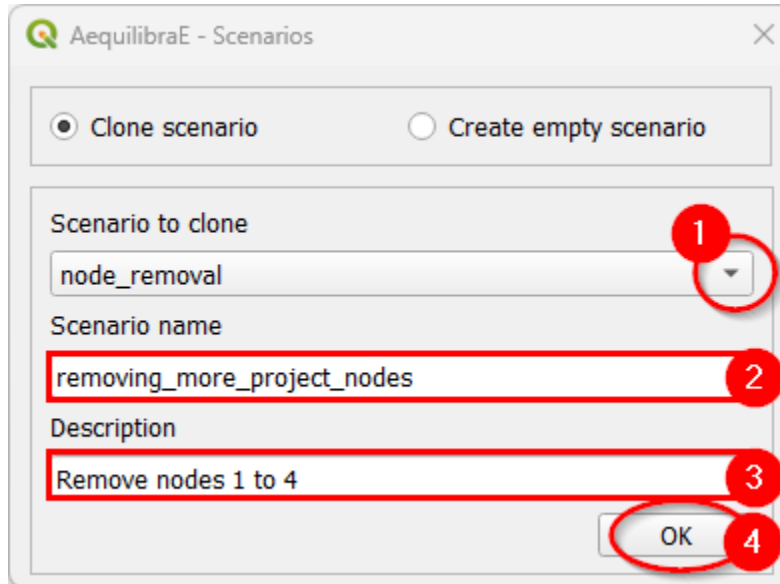 AequilibraE - Scenarios
Clone scenario Create empty scenario
Scenario to clone
1
node_removal
Scenario name
removing_more_project_nodes 2
Description
Remove nodes 1 to 4 3
OK 4